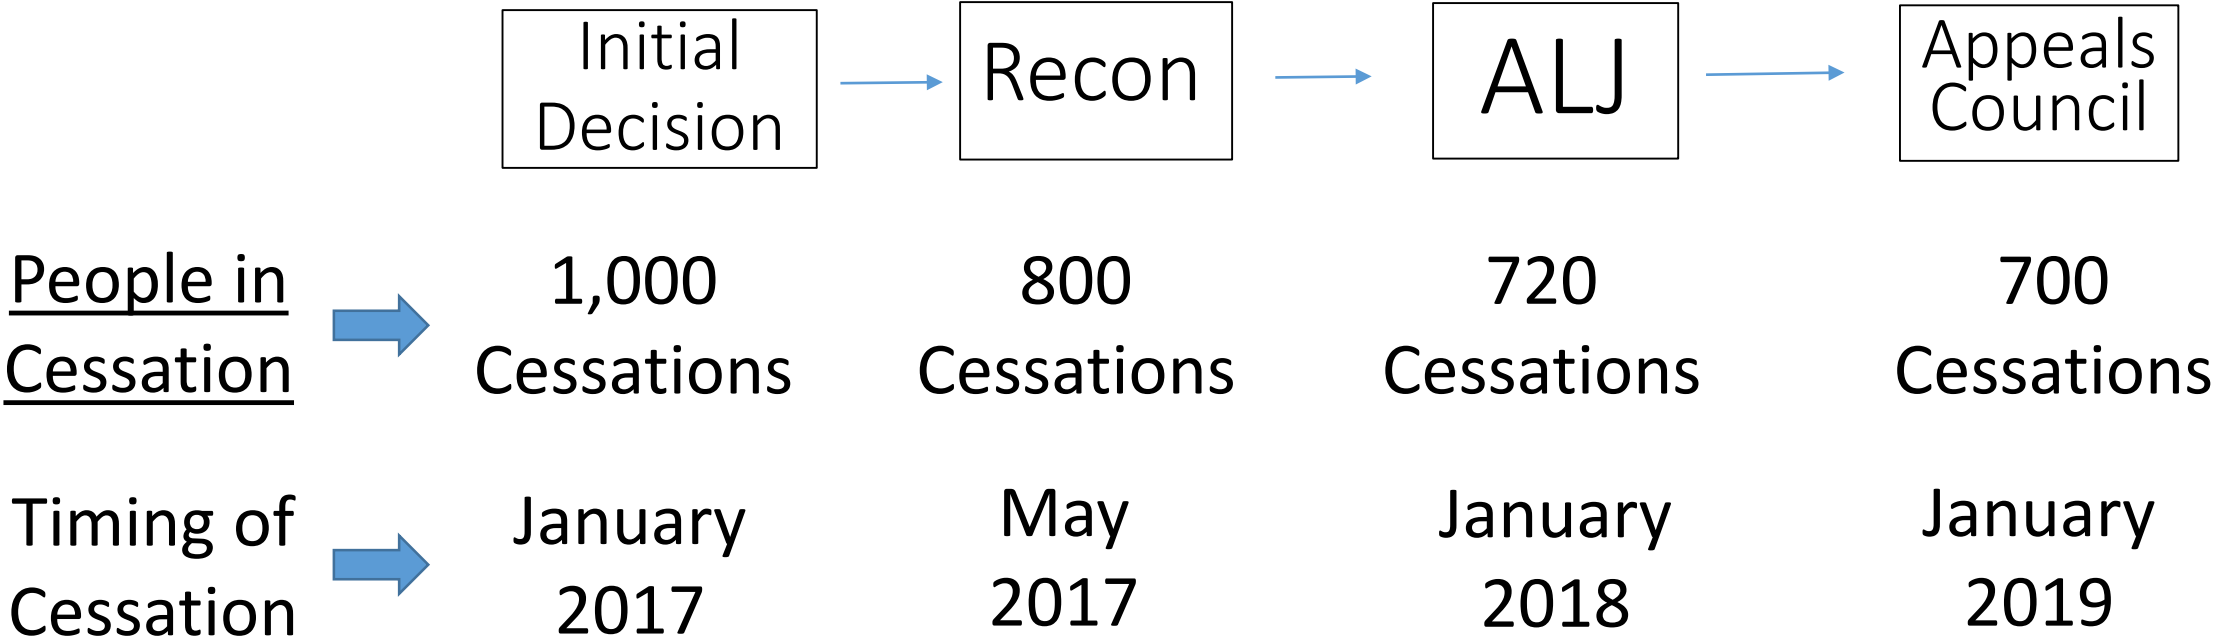 Initial
Decision
Recon
ALJ
Appeals
Council
People in
Cessation
1,000
Cessations
800
Cessations
720
Cessations
700
Cessations
Timing of
Cessation
January
2017
May
2017
January
2018
January
2019